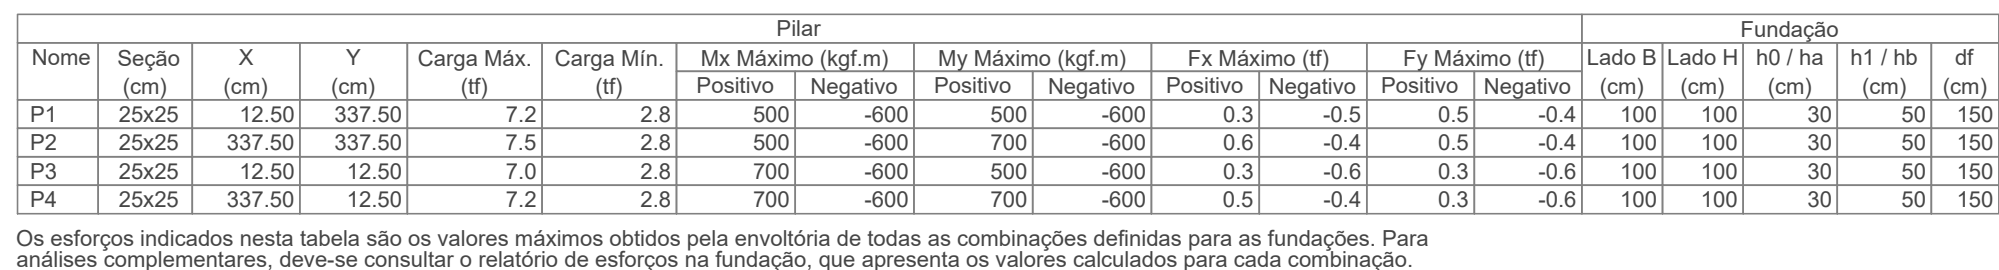 Pilar Fundação
Nome Seção X Y Carga Máx. Carga Mín. Mx Máximo (kgf.m) My Máximo (kgf.m) Fx Máximo (tf) Fy Máximo (tf) Lado B Lado H h0 / ha h1 / hb df
(cm) (cm) (cm) (tf) (tf) Positivo Negativo Positivo Negativo Positivo Negativo Positivo Negativo (cm) (cm) (cm) (cm) (cm)
P1 25x25 12.50 337.50 7.2 2.8 500 -600 500 -600 0.3 -0.5 0.5 -0.4 100 100 30 50 150
P2 25x25 337.50 337.50 7.5 2.8 500 -600 700 -600 0.6 -0.4 0.5 -0.4 100 100 30 50 150
P3 25x25 12.50 12.50 7.0 2.8 700 -600 500 -600 0.3 -0.6 0.3 -0.6 100 100 30 50 150
P4 25x25 337.50 12.50 7.2 2.8 700 -600 700 -600 0.5 -0.4 0.3 -0.6 100 100 30 50 150
Os esforços indicados nesta tabela são os valores máximos obtidos pela envoltória de todas as combinações definidas para as fundações. Para
análises complementares, deve-se consultar o relatório de esforços na fundação, que apresenta os valores calculados para cada combinação.